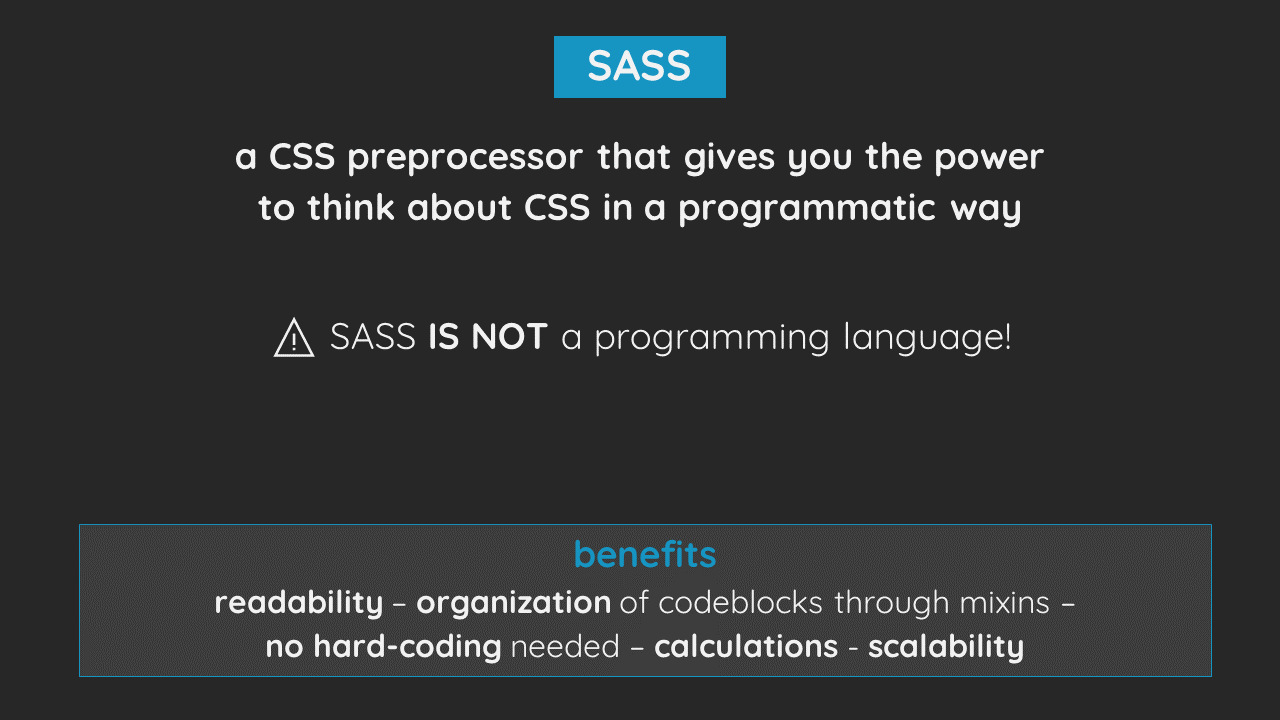 SASS
a CSS preprocessor that gives you the power
to think about CSS in a programmatic way
SASS IS NOT a programming language!
benefits
readability – organization of codeblocks through mixins –
no hard-coding needed – calculations - scalability